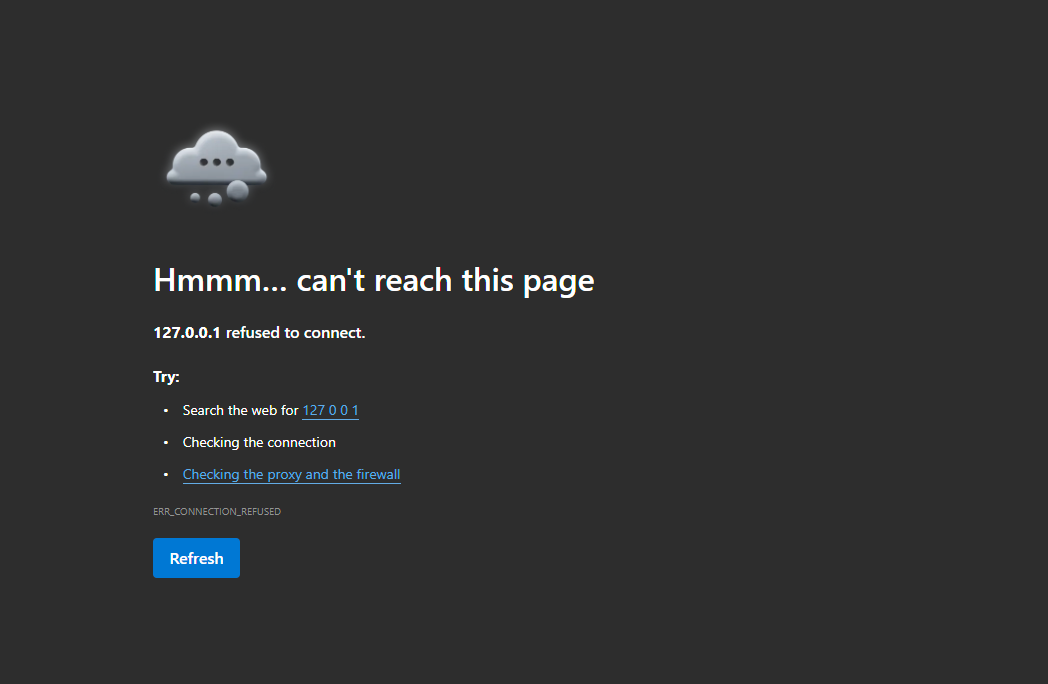 Hmmm... can't reach this page
127.0.0.1 refused to connect.
Try:
• Search the web for 127 0 0 1
• Checking the connection
• Checking the proxy and the firewall
ERR_CONNECTION_REFUSED
Refresh